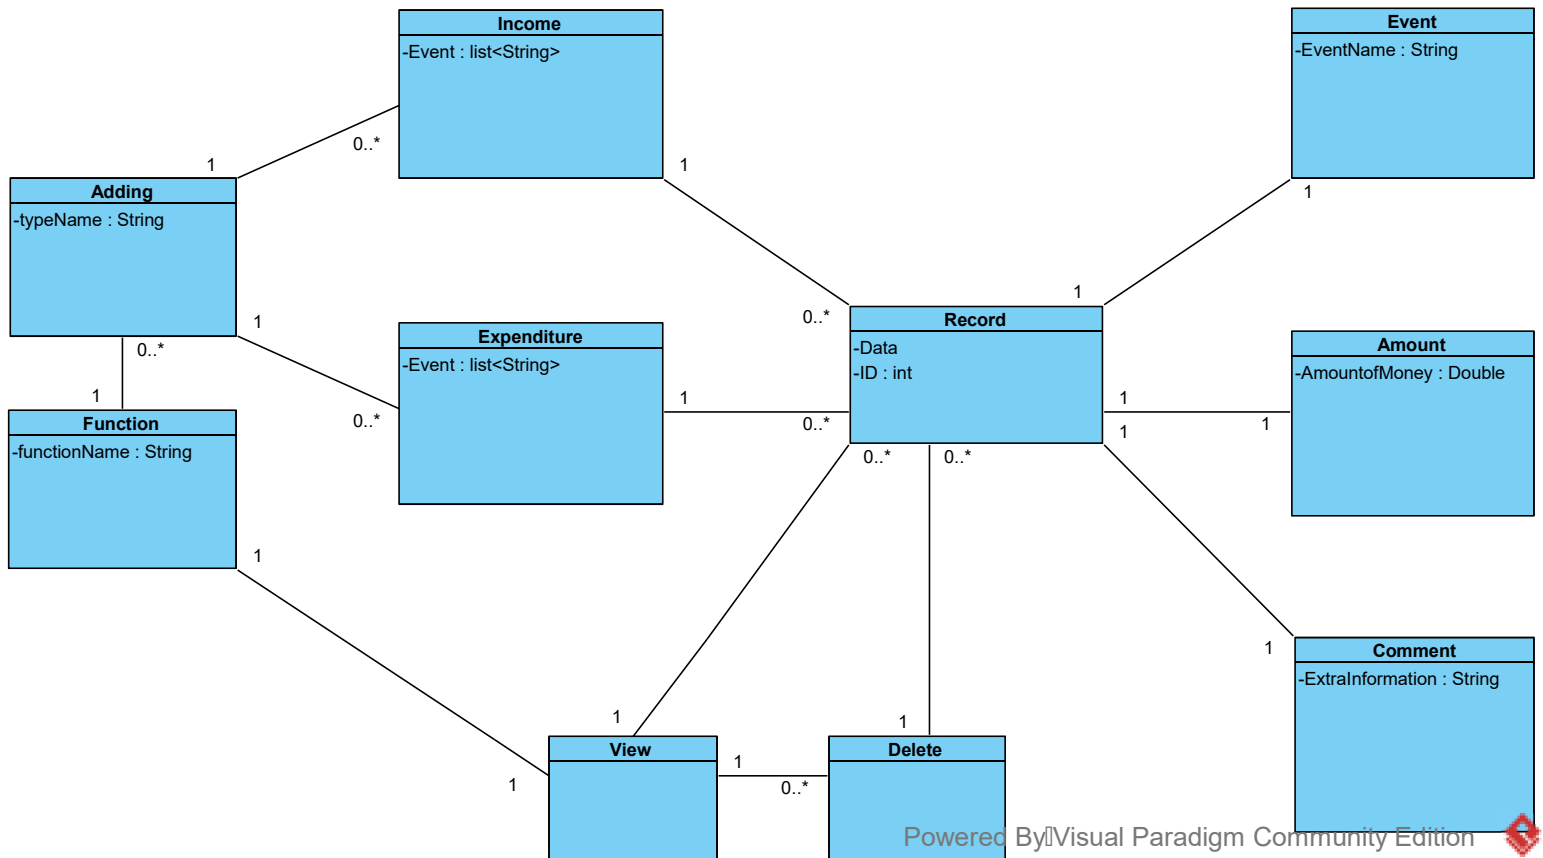 Income
-Event : list<String>
Event
-EventName : String
1
0..*
1
1
Adding
-typeName : String
1
0..*
1
0..*
1
0..*
Function
-functionName : String
1
Expenditure
-Event : list<String>
1
0..*
1
0..*
Record
-Data
-ID : int
0..*
0..*
1
1
1
Amount
-AmountofMoney : Double
1
Comment
-ExtraInformation : String
1
1
1
View
1
0..*
Delete
Powered By Visual Paradigm Community Edition